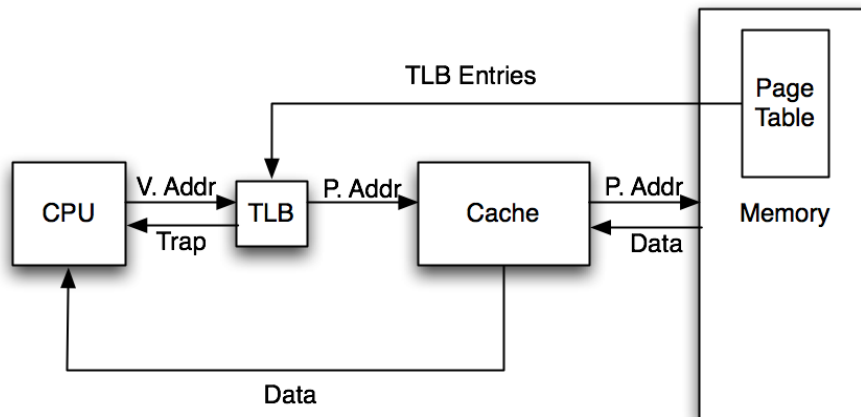 TLB Entries
Page
Table
V. Addr
P. Addr
P. Addr
CPU
TLB
Cache
Memory
Trap
Data
Data